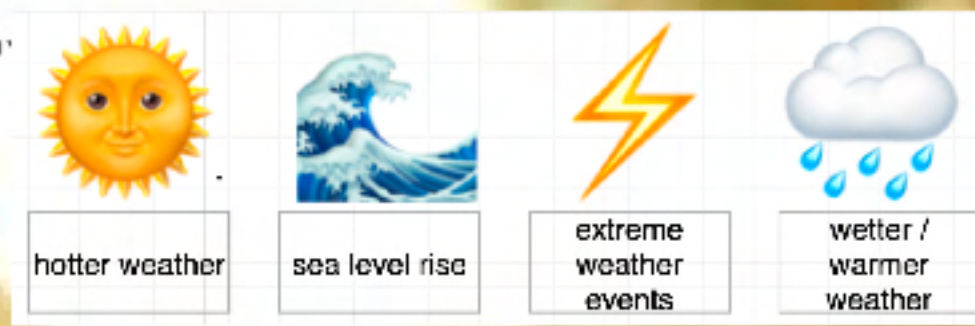 hotter weather
sea level rise
extreme
weather
events
wetter /
warmer
weather